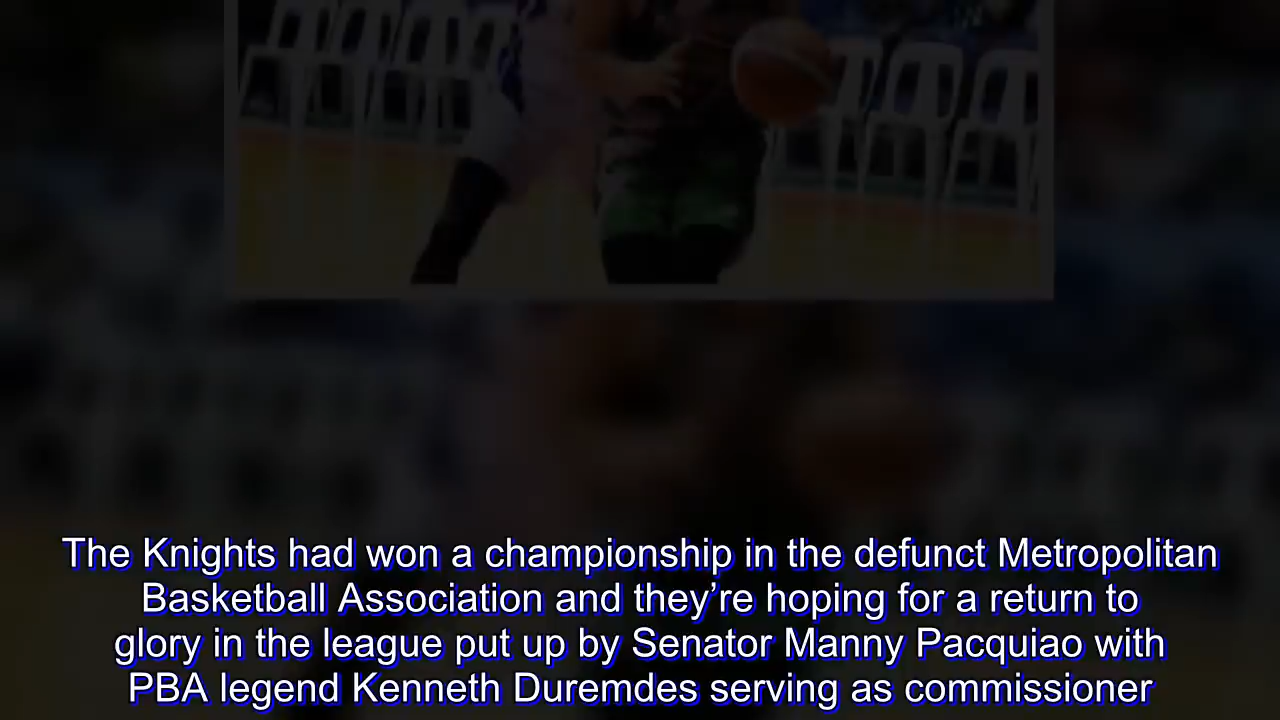 The Knights had won a championship in the defunct Metropolitan
Basketball Association and they’re hoping for a return to
glory in the league put up by Senator Manny Pacquiao with
PBA legend Kenneth Duremdes serving as commissioner